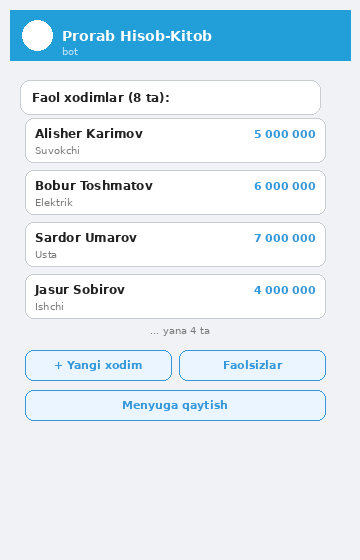 Prorab Hisob-Kitob
bot
Faol xodimlar (8 ta):
Alisher Karimov 5 000 000
Suvokchi
Bobur Toshmatov 6 000 000
Elektrik
Sardor Umarov 7 000 000
Usta
Jasur Sobirov 4 000 000
Ishchi
... yana 4 ta
+ Yangi xodim Faolsizlar
Menyuga qaytish